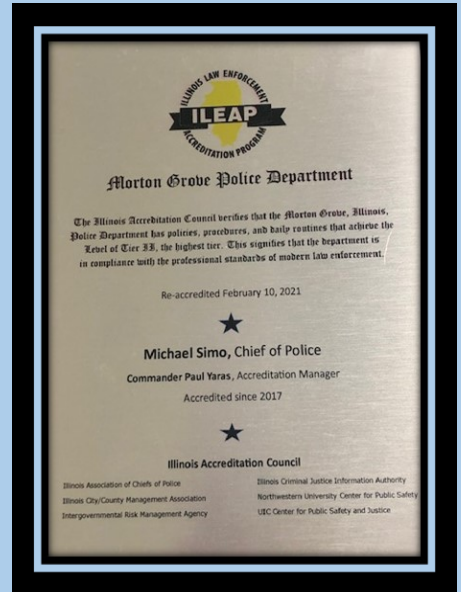 ILLINOIS LAW ENFORCEMENT
ILEAP
ACCREDITATION PROGRAM
Morton Grove Police Department
The Illinois Accreditation Council verifies that the Morton Grove, Illinois,
Police Department has policies, procedures, and daily routines that achieve the
Level of Tier II, the highest tier. This signifies that the department is
in compliance with the professional standards of modern law enforcement.
Re-accredited February 10, 2021
Michael Simo, Chief of Police
Commander Paul Yaras, Accreditation Manager
Accredited since 2017
Illinois Accreditation Council
Illinois Association of Chiefs of Police
Illinois City/County Management Association
Intergovernmental Risk Management Agency
Illinois Criminal Justice Information Authority
Northwestern University Center for Public Safety
UIC Center for Public Safety and Justice